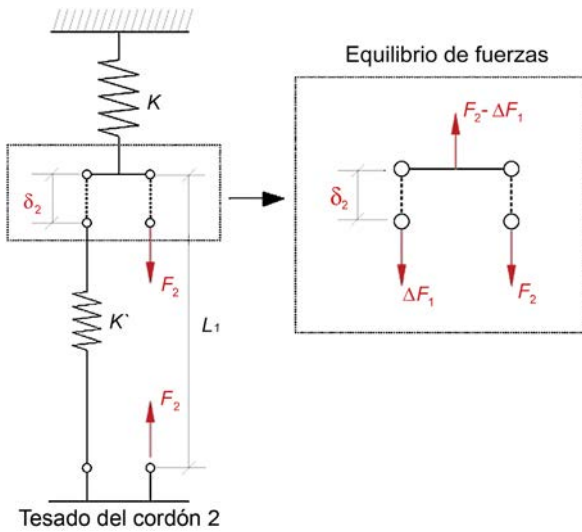 Equilibrio de fuerzas
K
F₂- ΔF₁
δ₂
δ₂
F₂
ΔF₁
F₂
K`
L₁
F₂
Tesado del cordón 2